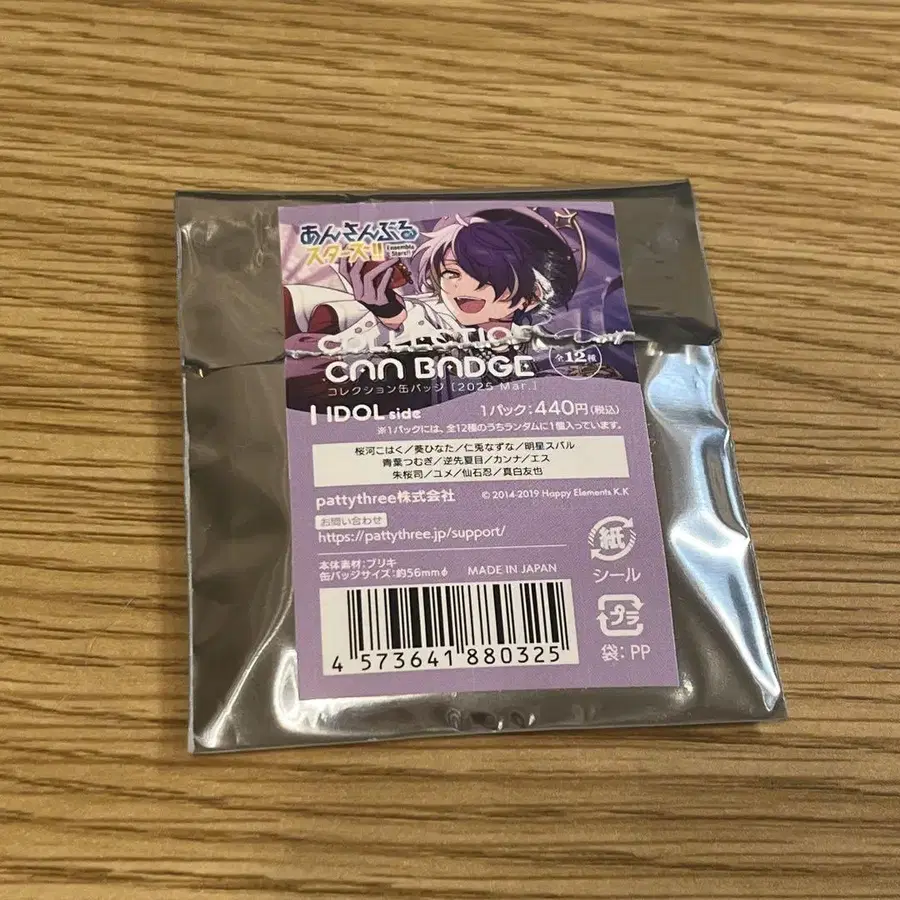 あんさんぶる
スターズ!!
Ensemble
Stars!!
COLLECTION
CAN BADGE
全12種
コレクション缶バッジ [2025 Mar.]
IDOL side
1パック:440円(税込)
※1パックには、全12種のうちランダムに1個入っています。
桜河こはく/葵ひなた/仁兎なずな/明星スバル
青葉つむぎ/逆先夏目/カンナ/エス
朱桜司/ユメ/仙石忍/真白友也
pattythree株式会社
© 2014-2019 Happy Elements K.K
お問い合わせ
https://pattythree.jp/support/
本体素材:ブリキ
缶バッジサイズ:約56mmφ
MADE IN JAPAN
紙
シール
プラ
袋:PP
4 573641 880325